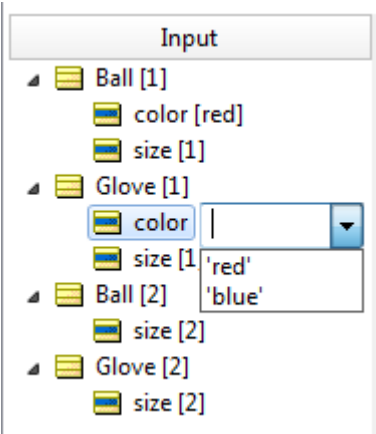 Input
Ball [1]
color [red]
size [1]
Glove [1]
color
size [1
'red'
'blue'
Ball [2]
size [2]
Glove [2]
size [2]